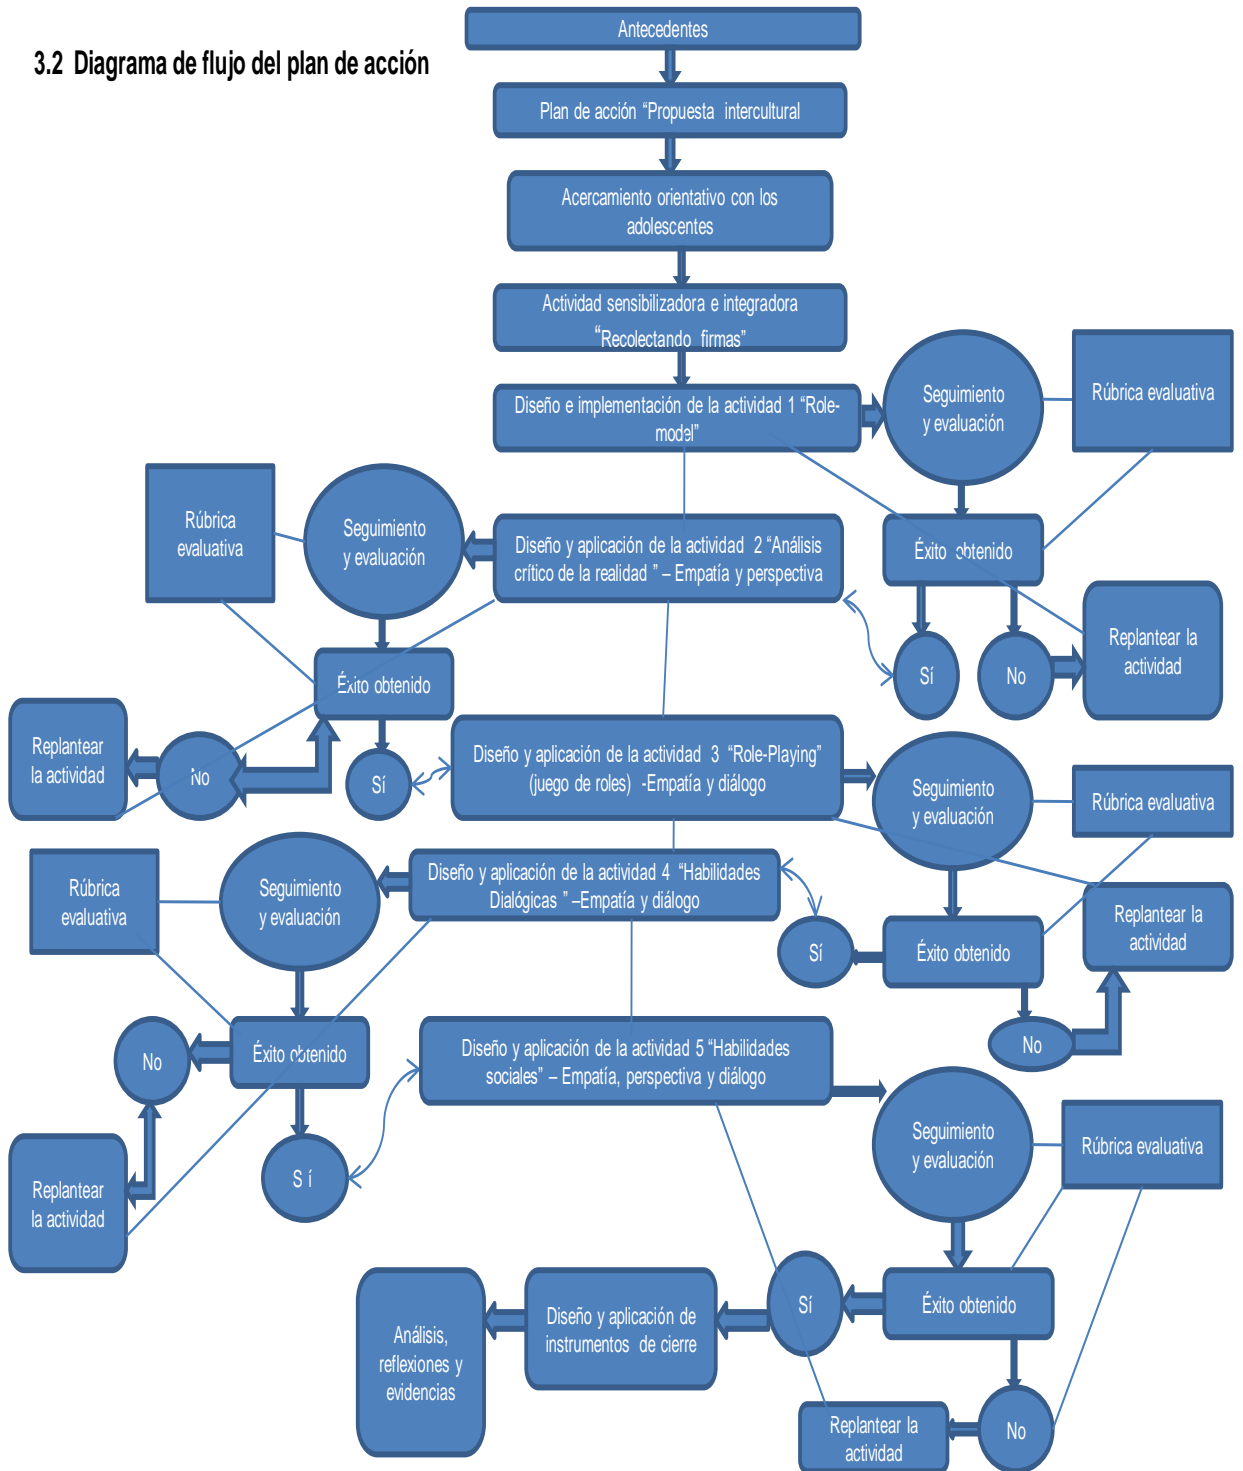 Antecedentes
3.2 Diagrama de flujo del plan de acción
Plan de acción “Propuesta intercultural
Acercamiento orientativo con los
adolescentes
Actividad sensibilizadora e integradora
“Recolectando firmas”
Diseño e implementación de la actividad 1 “Role-
model”
Seguimiento
y evaluación
Rúbrica evaluativa
Éxito obtenido
Sí
No
Replantear la
actividad
Diseño y aplicación de la actividad 2 “Análisis
crítico de la realidad ” – Empatía y perspectiva
Seguimiento
y evaluación
Rúbrica
evaluativa
Éxito obtenido
Sí
No
Replantear
la actividad
Diseño y aplicación de la actividad 3 “Role-Playing”
(juego de roles) -Empatía y diálogo
Seguimiento
y evaluación
Rúbrica evaluativa
Éxito obtenido
Sí
No
Replantear la
actividad
Diseño y aplicación de la actividad 4 “Habilidades
Dialógicas ” –Empatía y diálogo
Seguimiento
y evaluación
Rúbrica
evaluativa
Éxito obtenido
No
S í
Replantear
la actividad
Diseño y aplicación de la actividad 5 “Habilidades
sociales” – Empatía, perspectiva y diálogo
Seguimiento
y evaluación
Rúbrica evaluativa
Éxito obtenido
Sí
No
Replantear la
actividad
Diseño y aplicación de
instrumentos de cierre
Análisis,
reflexiones y
evidencias